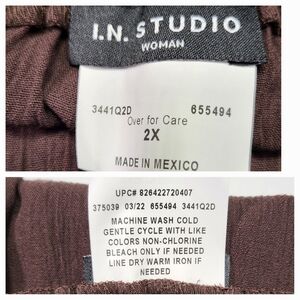 I.N. STUDIO
WOMAN
3441Q2D 655494
Over for Care
2X
MADE IN MEXICO
UPC# 826422720407
375039 03/22 655494 3441Q2D
MACHINE WASH COLD
GENTLE CYCLE WITH LIKE
COLORS NON-CHLORINE
BLEACH ONLY IF NEEDED
LINE DRY WARM IRON IF
NEEDED